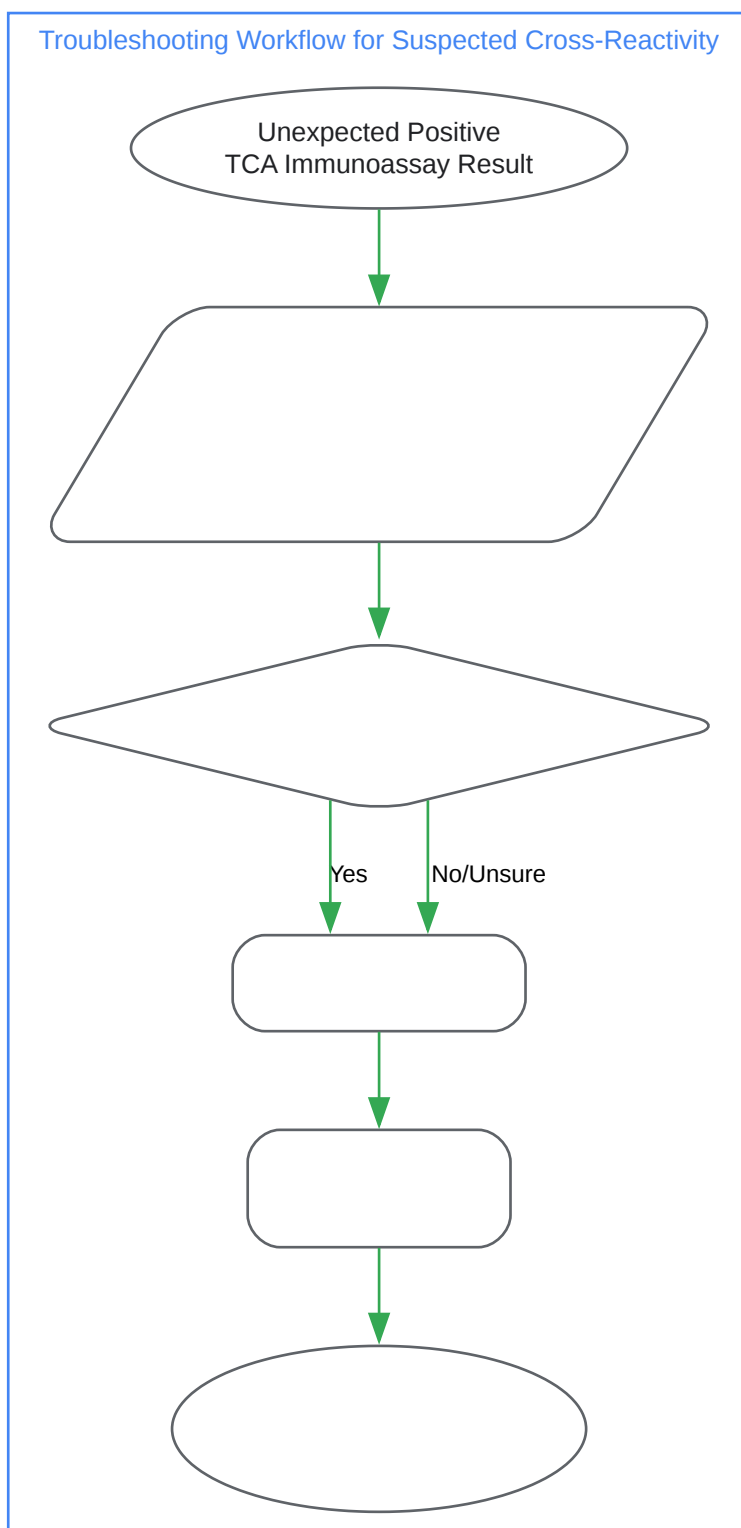 Troubleshooting Workflow for Suspected Cross-Reactivity
Unexpected Positive
TCA Immunoassay Result
Yes
No/Unsure